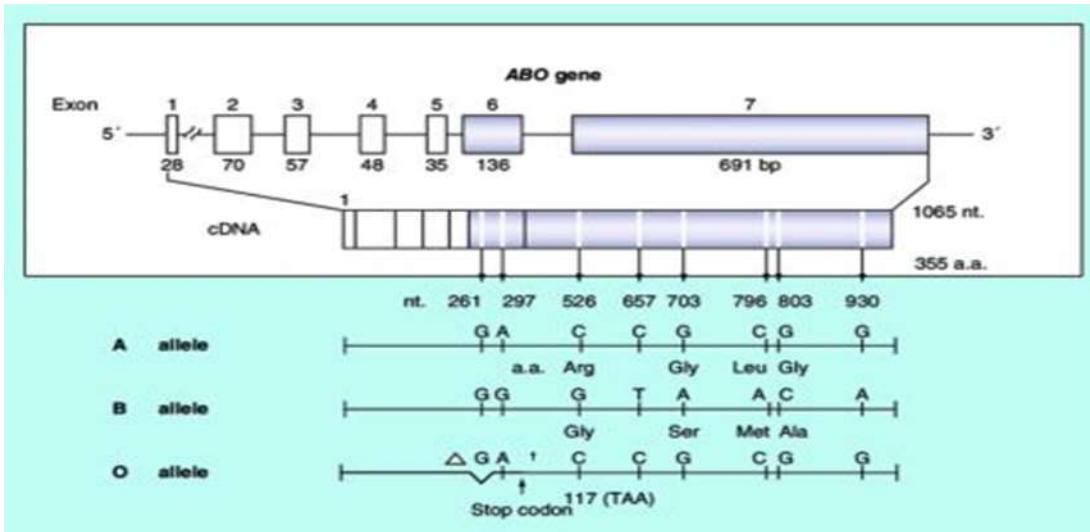 ABO gene
Exon 1 2 3 4 5 6 7
5´ 3´
28 70 57 48 35 136 691 bp
1
1065 nt.
cDNA
355 a.a.
nt. 261 297 526 657 703 796 803 930
G A C C G C G G
A allele
a.a. Arg Gly Leu Gly
G G G T A A C A
B allele
Gly Ser Met Ala
△ G A † C C G C G G
O allele
117 (TAA)
Stop codon